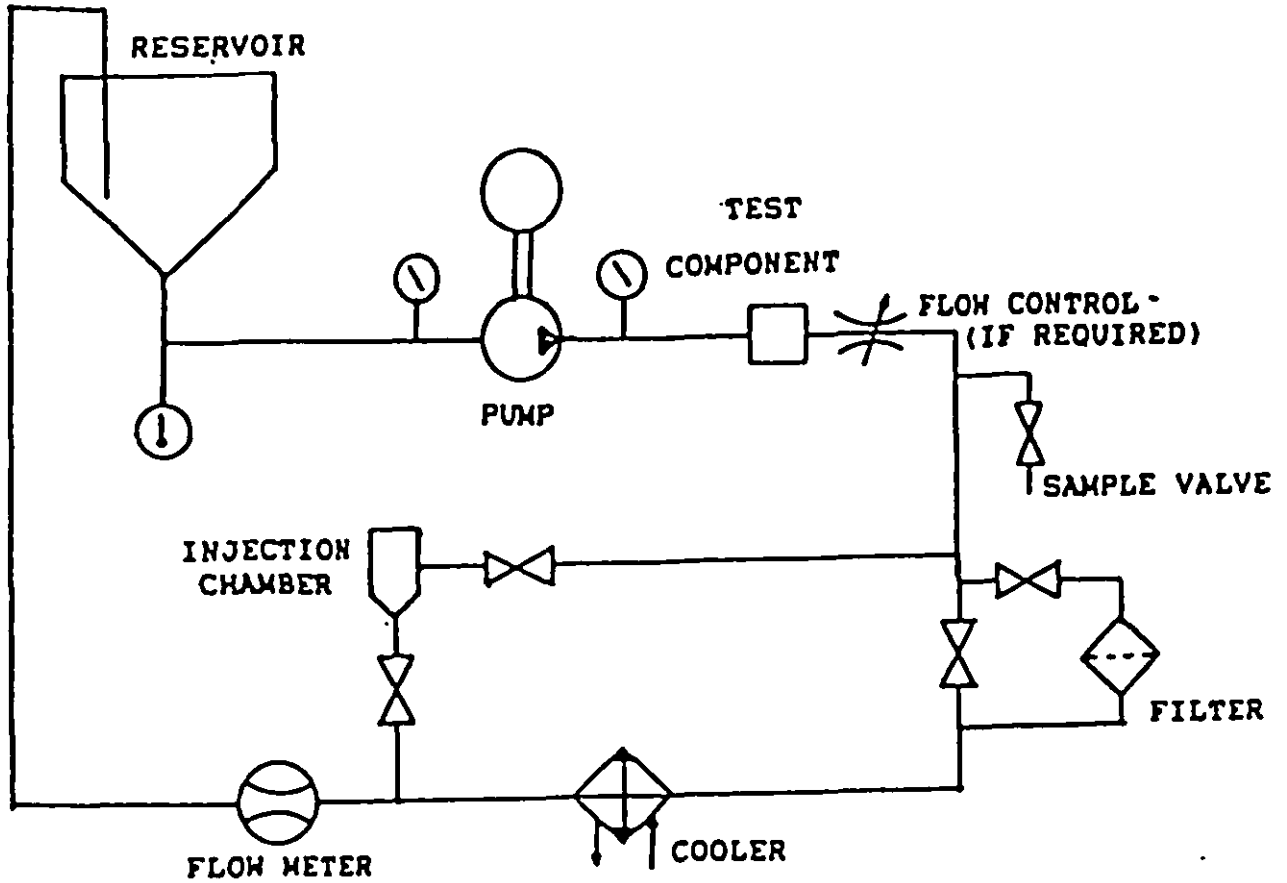 RESERVOIR
TEST
COMPONENT
FLOW CONTROL
(IF REQUIRED)
PUMP
SAMPLE VALVE
INJECTION
CHAMBER
FILTER
COOLER
FLOW METER